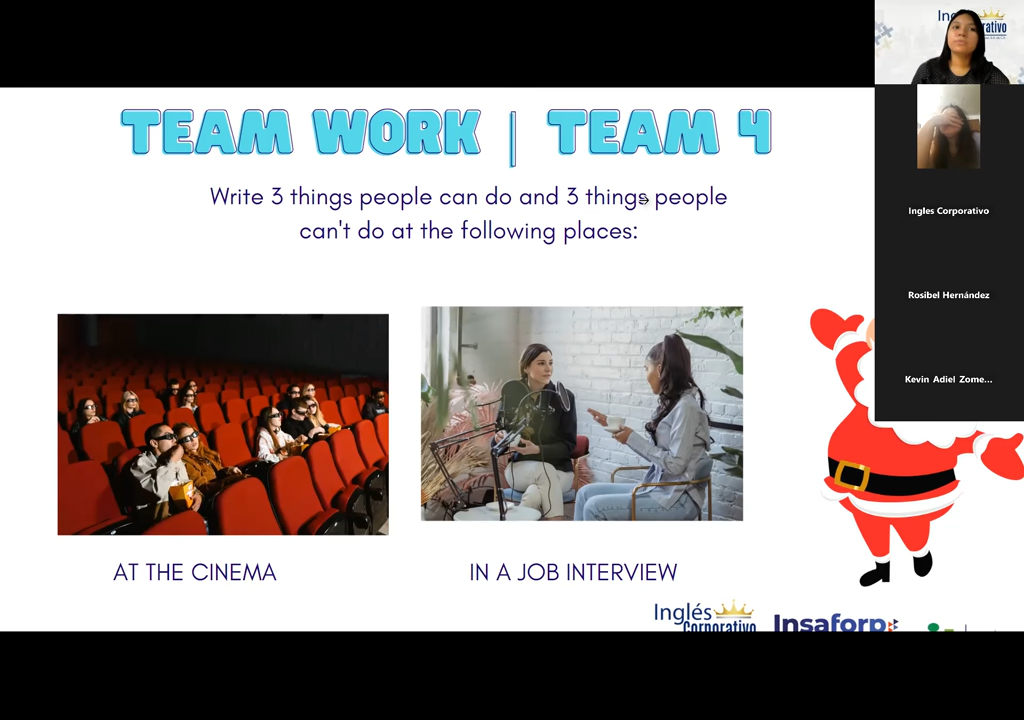 TEAM WORK | TEAM 4
Write 3 things people can do and 3 things people
can't do at the following places:
AT THE CINEMA
IN A JOB INTERVIEW
Inglés
Corporativo
Insaforp
Ingles Corporativo
Rosibel Hernández
Kevin Adiel Zome...